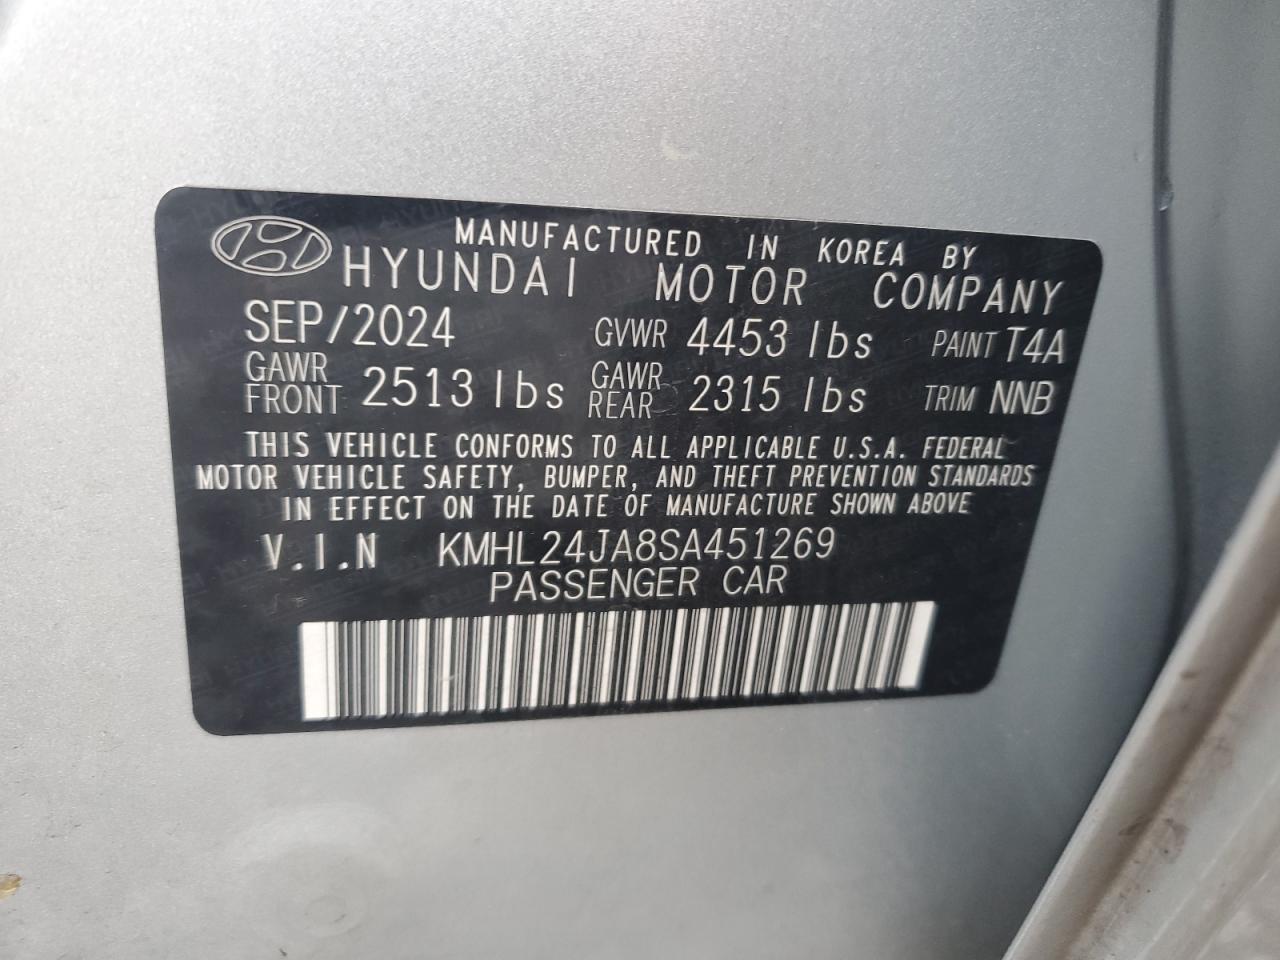 MANUFACTURED IN KOREA BY
HYUNDAI MOTOR COMPANY
SEP/2024 GVWR 4453 lbs PAINT T4A
GAWR FRONT 2513 lbs GAWR REAR 2315 lbs TRIM NNB
THIS VEHICLE CONFORMS TO ALL APPLICABLE U.S.A. FEDERAL
MOTOR VEHICLE SAFETY, BUMPER, AND THEFT PREVENTION STANDARDS
IN EFFECT ON THE DATE OF MANUFACTURE SHOWN ABOVE
V.I.N KMHL24JA8SA451269
PASSENGER CAR